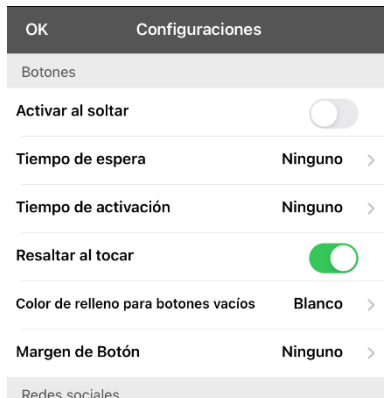 OK Configuraciones
Botones
Activar al soltar
Tiempo de espera Ninguno
Tiempo de activación Ninguno
Resaltar al tocar
Color de relleno para botones vacíos Blanco
Margen de Botón Ninguno
Redes sociales